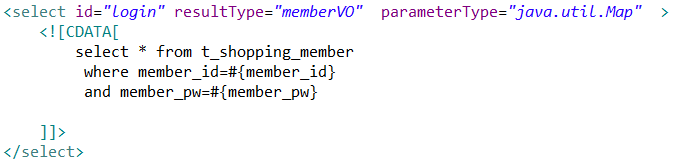 <select id="login" resultType="memberVO"  parameterType="java.util.Map"  >
    <![CDATA[
        select * from t_shopping_member
         where member_id=#{member_id}
         and member_pw=#{member_pw}

    ]]>
</select>